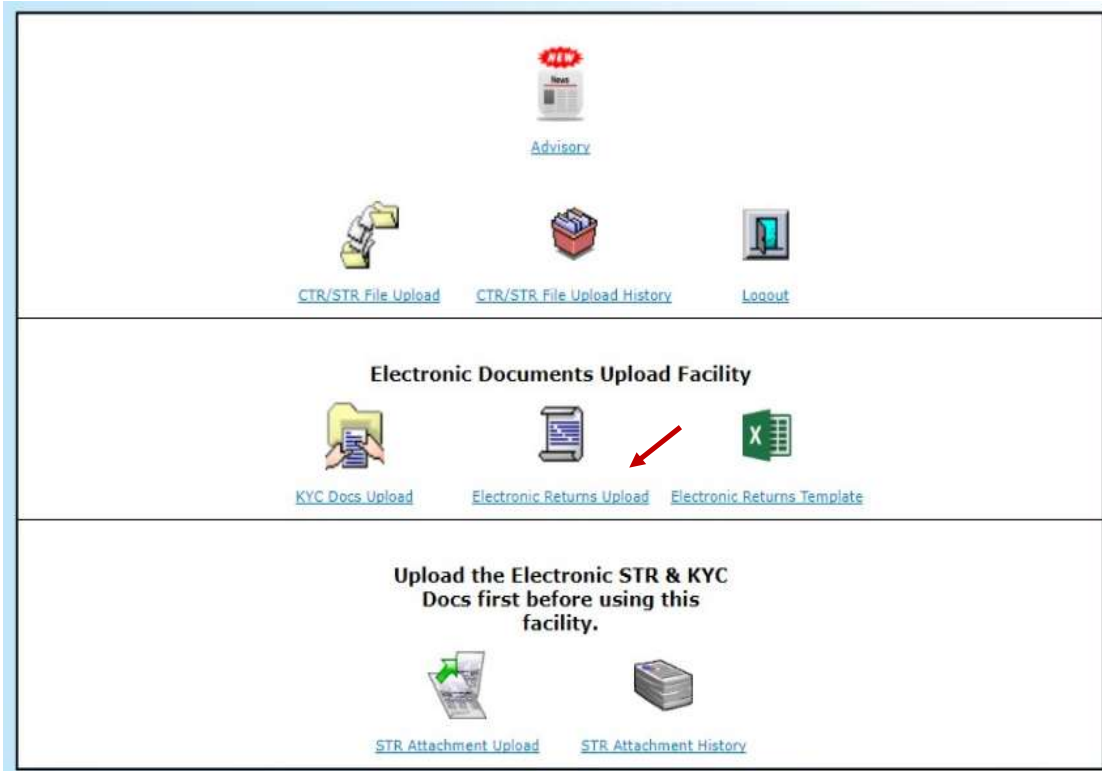 NEW
News
Advisory
CTR/STR File Upload CTR/STR File Upload History Logout
Electronic Documents Upload Facility
X
KYC Docs Upload Electronic Returns Upload Electronic Returns Template
Upload the Electronic STR & KYC
Docs first before using this
facility.
STR Attachment Upload STR Attachment History